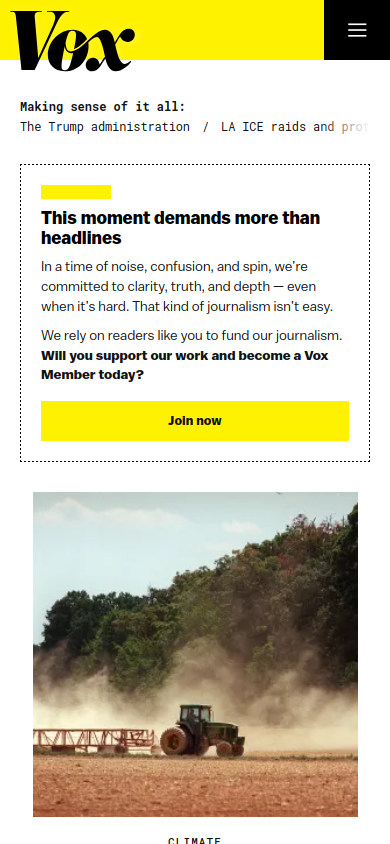 Vox
Making sense of it all:
The Trump administration / LA ICE raids and
This moment demands more than
headlines
In a time of noise, confusion, and spin, we're
committed to clarity, truth, and depth — even
when it's hard. That kind of journalism isn't easy.
We rely on readers like you to fund our journalism.
Will you support our work and become a Vox
Member today?
Join now
CLIMATE